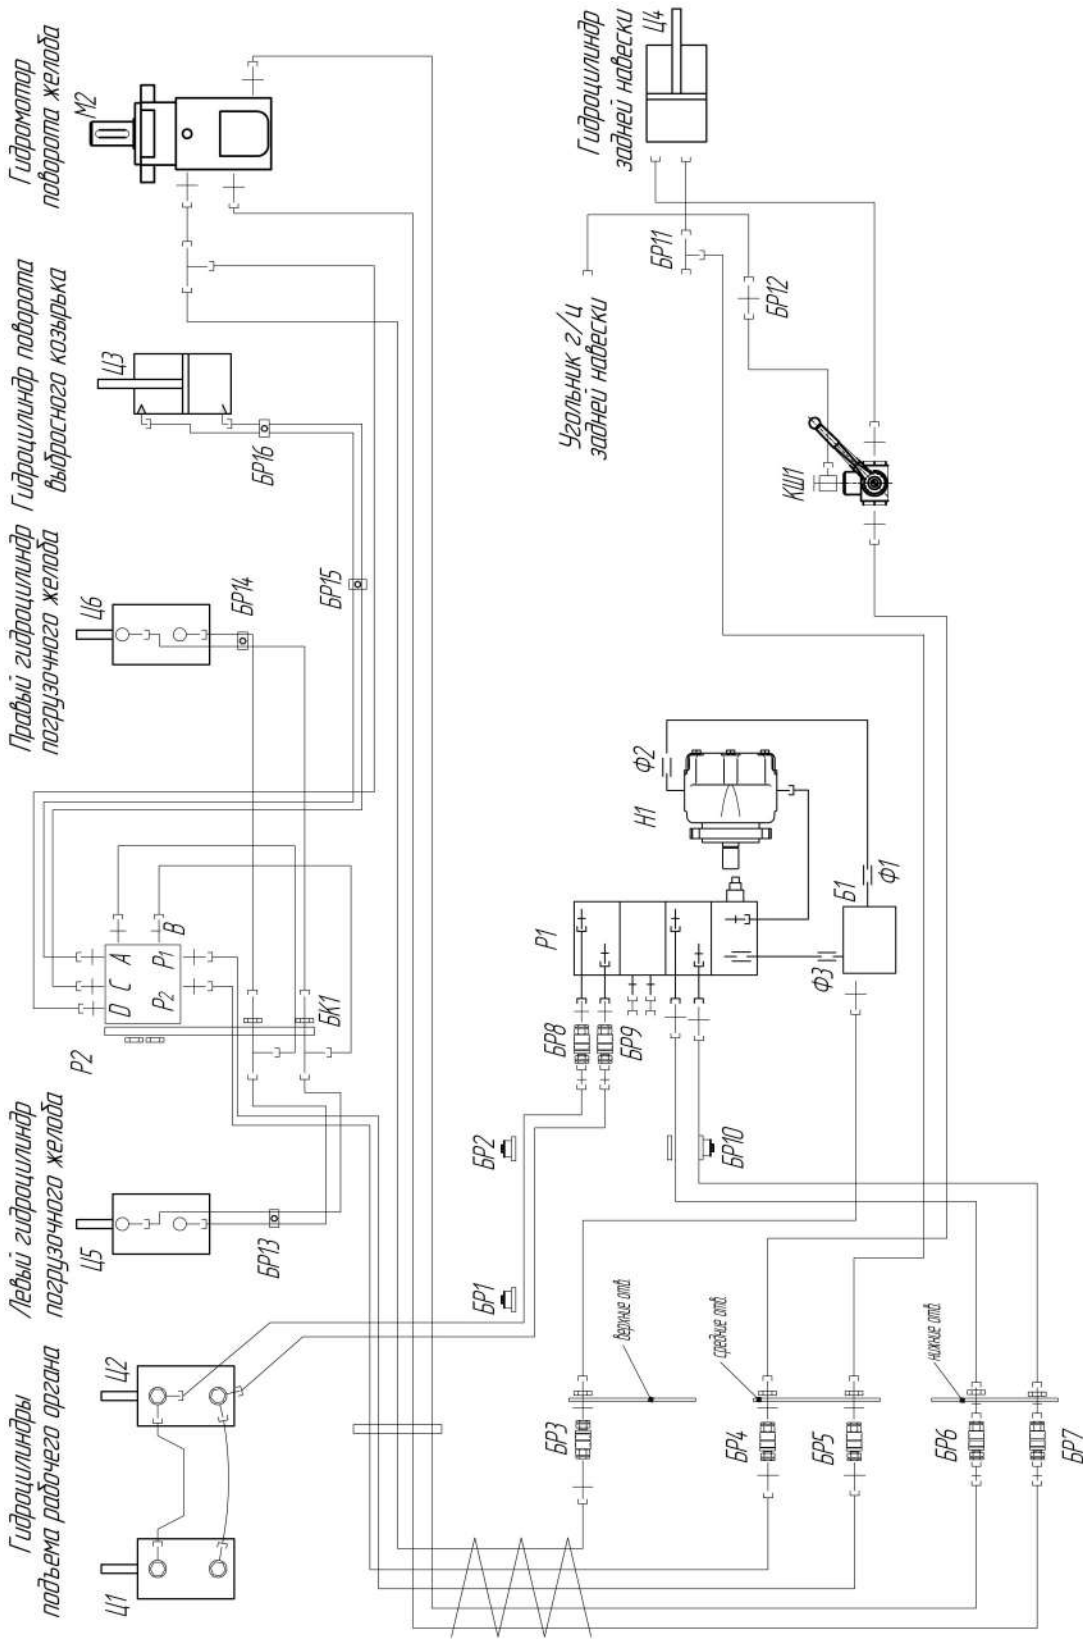 Гидроцилиндры
подъема рабочего органа
Левый гидроцилиндр
погрузочного желоба
Правый гидроцилиндр
погрузочного желоба
Гидроцилиндр поворота
выбросного козырька
Гидромотор
поворота желоба
Ц1
Ц2
Ц5
БР13
Р2
D C A
P2 P1
B
БК1
Ц6
БР14
БР15
Ц3
БР16
М2
Гидроцилиндр
задней навески
Ц4
Угольник г/ц
задней навески
БР11
БР12
КШ1
БР1
БР2
БР8
БР9
Р1
Н1
Ф2
БР10
Ф3
Б1
Ф1
БР3
верхние отв.
БР4
средние отв.
БР5
БР6
нижние отв.
БР7